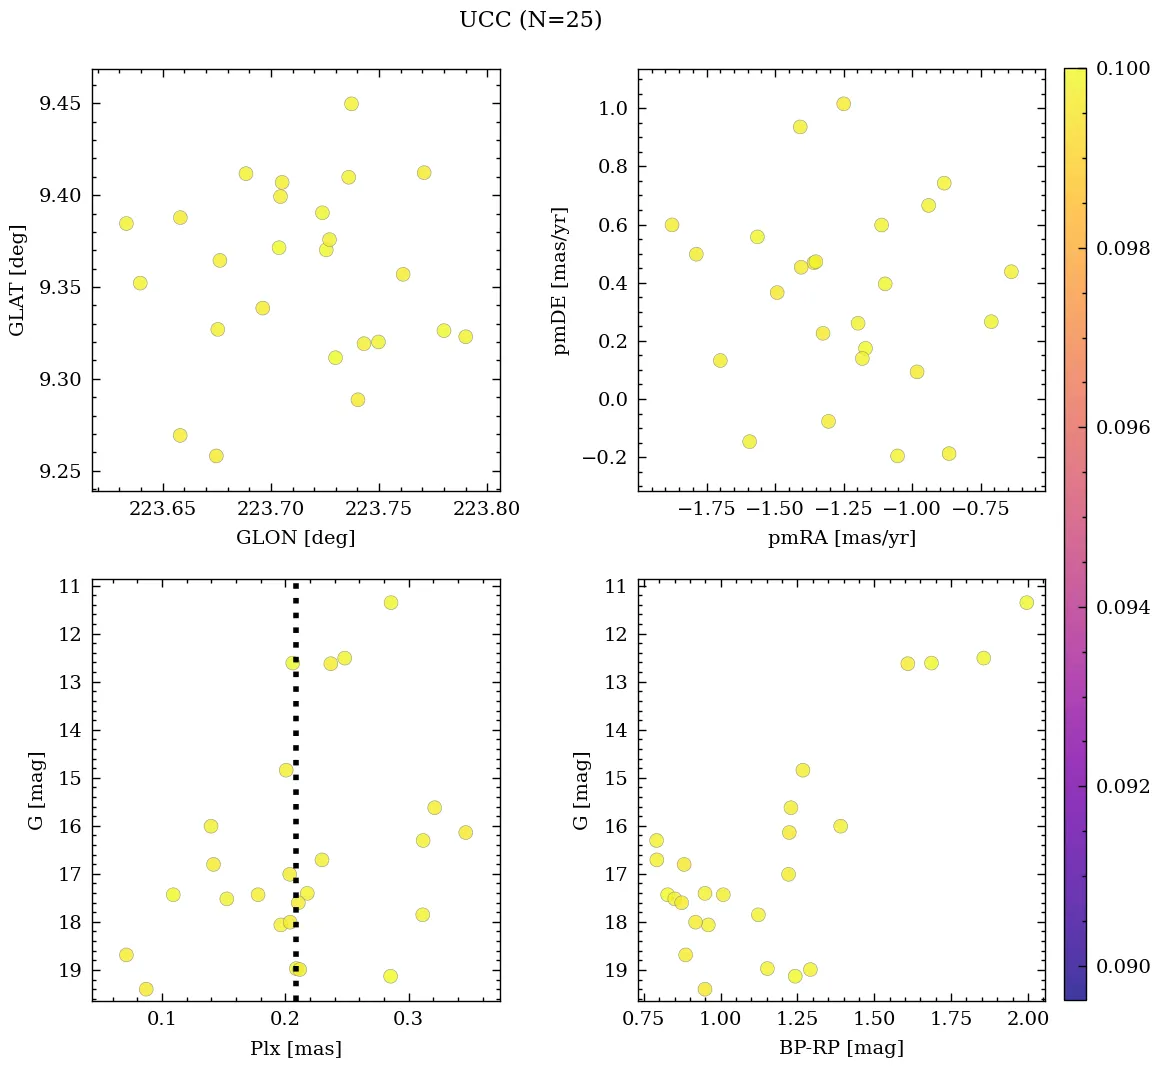 UCC (N=25)
9.45
9.40
9.35
9.30
9.25
GLAT [deg]
223.65 223.70 223.75 223.80
GLON [deg]
1.0
0.8
0.6
0.4
0.2
0.0
−0.2
pmDE [mas/yr]
−1.75 −1.50 −1.25 −1.00 −0.75
pmRA [mas/yr]
11
12
13
14
15
16
17
18
19
G [mag]
0.1 0.2 0.3
Plx [mas]
11
12
13
14
15
16
17
18
19
G [mag]
0.75 1.00 1.25 1.50 1.75 2.00
BP-RP [mag]
0.100
0.098
0.096
0.094
0.092
0.090